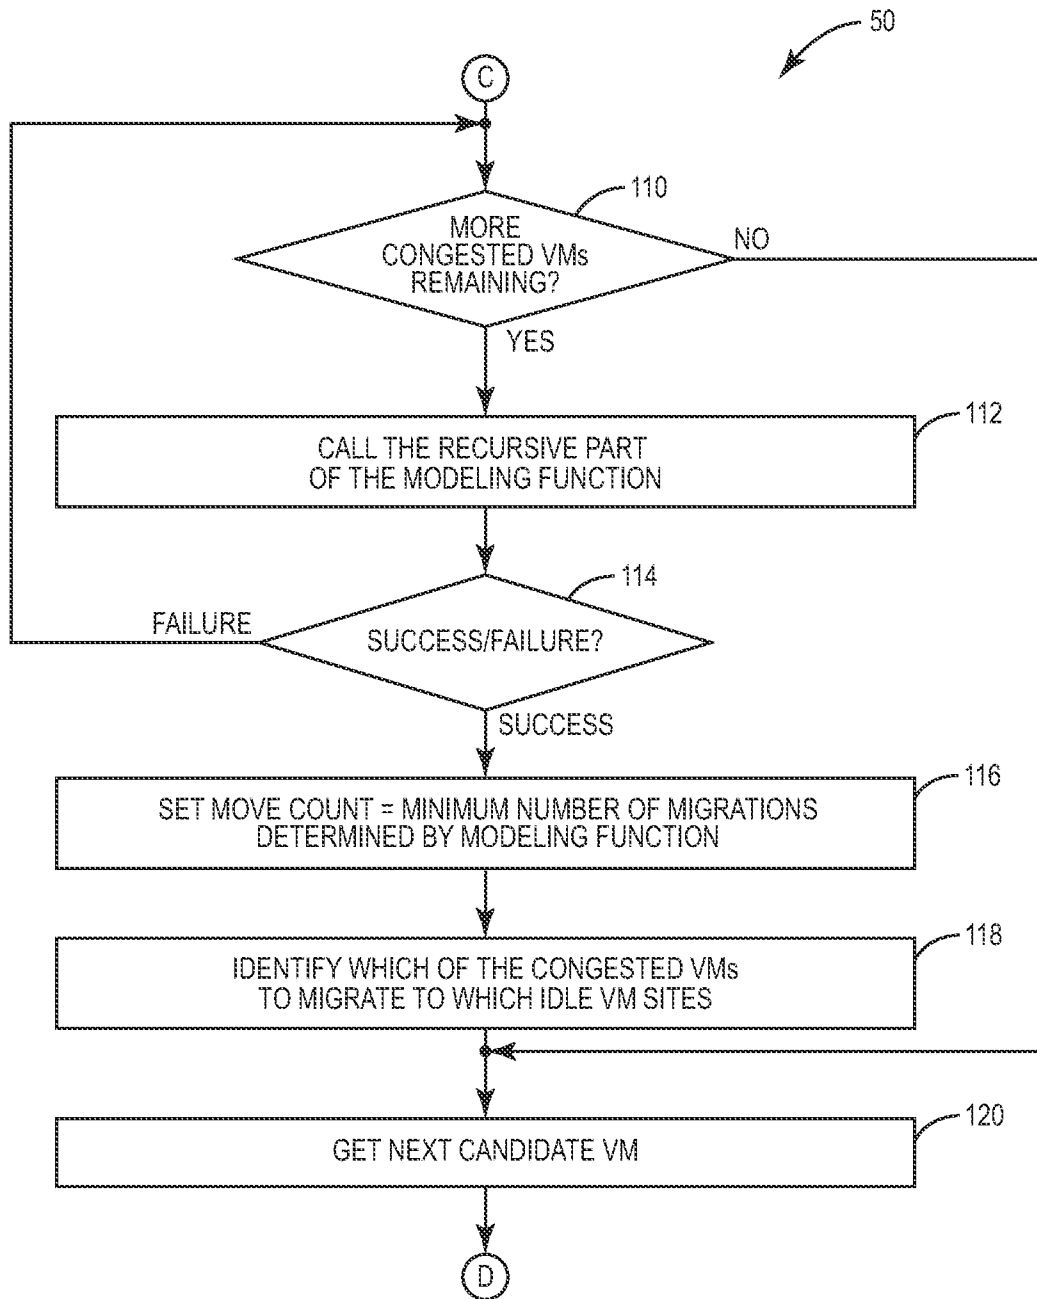 50
C
110
MORE
CONGESTED VMs
REMAINING?
NO
YES
112
CALL THE RECURSIVE PART
OF THE MODELING FUNCTION
114
FAILURE
SUCCESS/FAILURE?
SUCCESS
116
SET MOVE COUNT = MINIMUM NUMBER OF MIGRATIONS
DETERMINED BY MODELING FUNCTION
118
IDENTIFY WHICH OF THE CONGESTED VMs
TO MIGRATE TO WHICH IDLE VM SITES
120
GET NEXT CANDIDATE VM
D